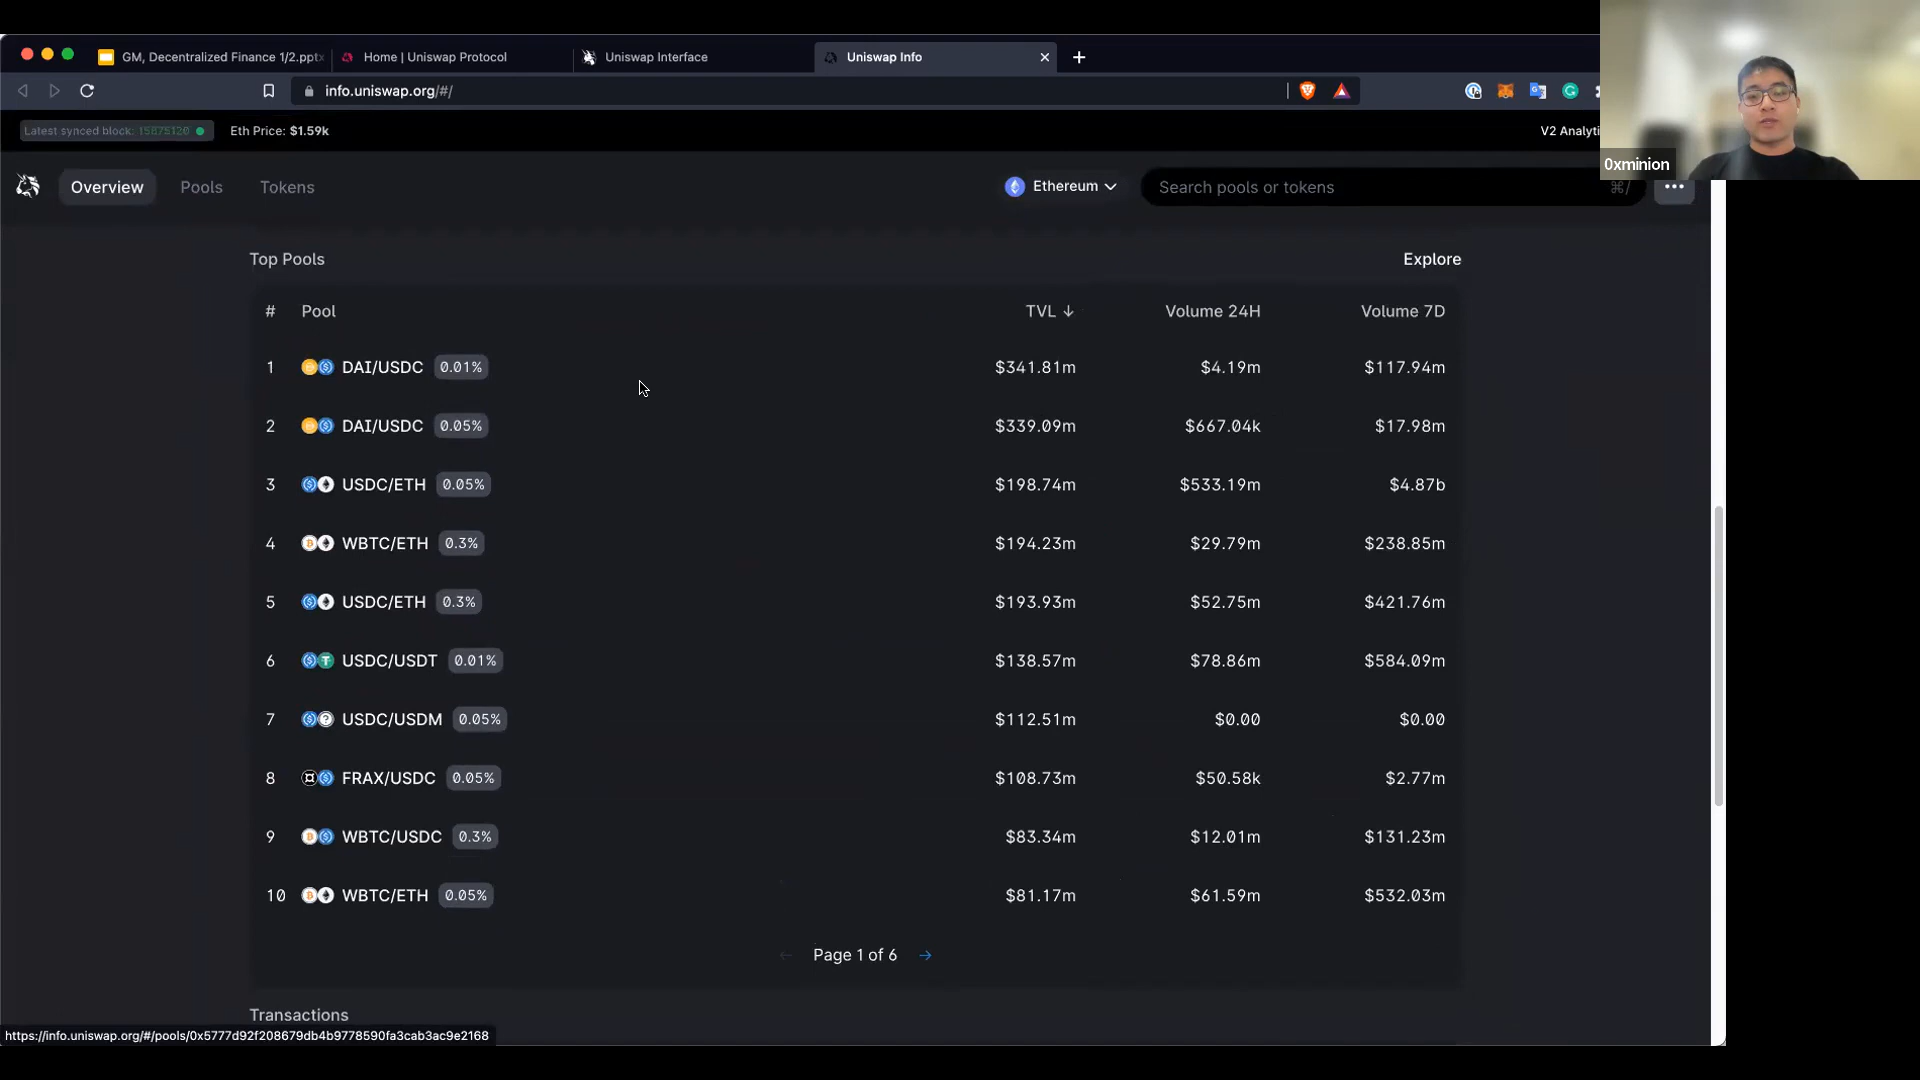 GM, Decentralized Finance 1/2.pptx
Home | Uniswap Protocol
Uniswap Interface
Uniswap Info
info.uniswap.org/#/
Latest synced block: 15875120
Eth Price: $1.59k
V2 Analyti
0xminion
Overview
Pools
Tokens
Ethereum
Search pools or tokens
⌘/
Top Pools
Explore
# Pool TVL ↓ Volume 24H Volume 7D
1 DAI/USDC 0.01% $341.81m $4.19m $117.94m
2 DAI/USDC 0.05% $339.09m $667.04k $17.98m
3 USDC/ETH 0.05% $198.74m $533.19m $4.87b
4 WBTC/ETH 0.3% $194.23m $29.79m $238.85m
5 USDC/ETH 0.3% $193.93m $52.75m $421.76m
6 USDC/USDT 0.01% $138.57m $78.86m $584.09m
7 USDC/USDM 0.05% $112.51m $0.00 $0.00
8 FRAX/USDC 0.05% $108.73m $50.58k $2.77m
9 WBTC/USDC 0.3% $83.34m $12.01m $131.23m
10 WBTC/ETH 0.05% $81.17m $61.59m $532.03m
← Page 1 of 6 →
Transactions
https://info.uniswap.org/#/pools/0x5777d92f208679db4b9778590fa3cab3ac9e2168